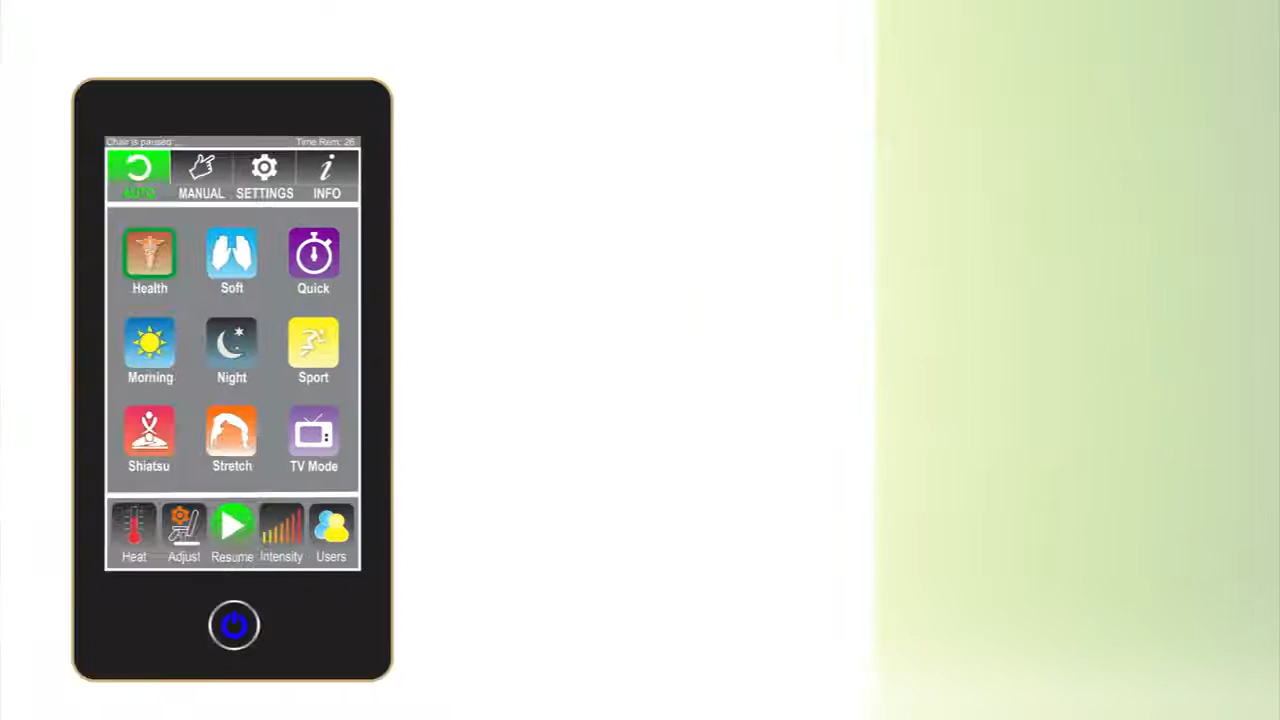 Chair is paused ... Time Rem: 26
AUTO MANUAL SETTINGS INFO
Health Soft Quick
Morning Night Sport
Shiatsu Stretch TV Mode
Heat Adjust Resume Intensity Users